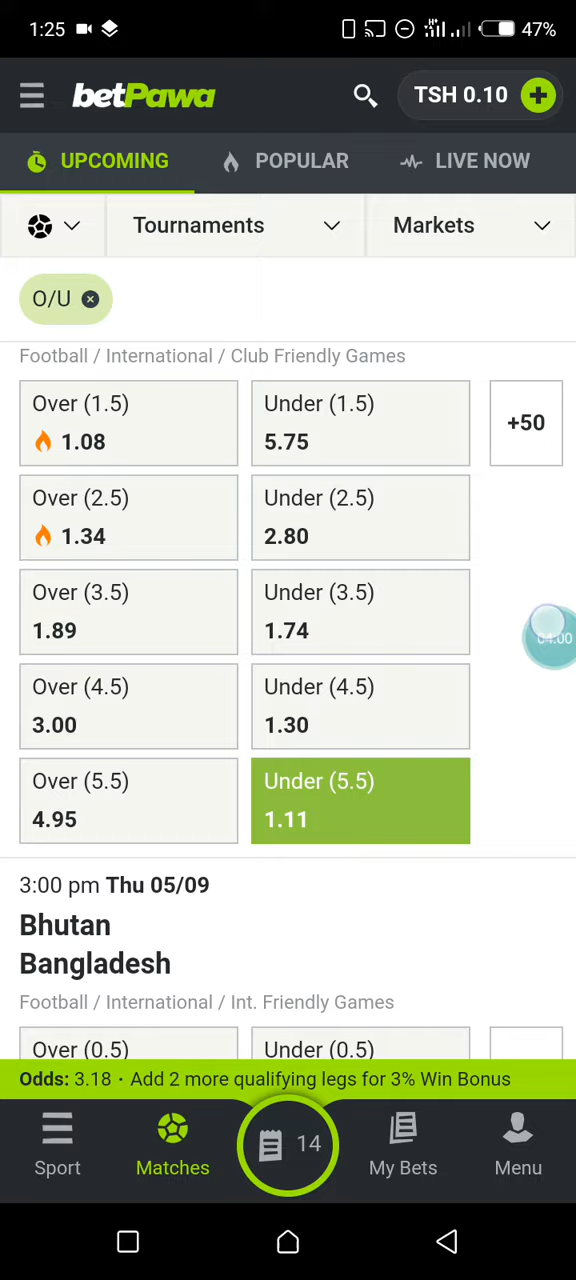 1:25 47%
betPawa TSH 0.10 +
UPCOMING POPULAR LIVE NOW
Tournaments Markets
O/U
Football / International / Club Friendly Games
Over (1.5) Under (1.5) +50
1.08 5.75
Over (2.5) Under (2.5)
1.34 2.80
Over (3.5) Under (3.5)
1.89 1.74
04:00
Over (4.5) Under (4.5)
3.00 1.30
Over (5.5) Under (5.5)
4.95 1.11
3:00 pm Thu 05/09
Bhutan
Bangladesh
Football / International / Int. Friendly Games
Over (0.5) Under (0.5)
Odds: 3.18 · Add 2 more qualifying legs for 3% Win Bonus
14
Sport Matches My Bets Menu